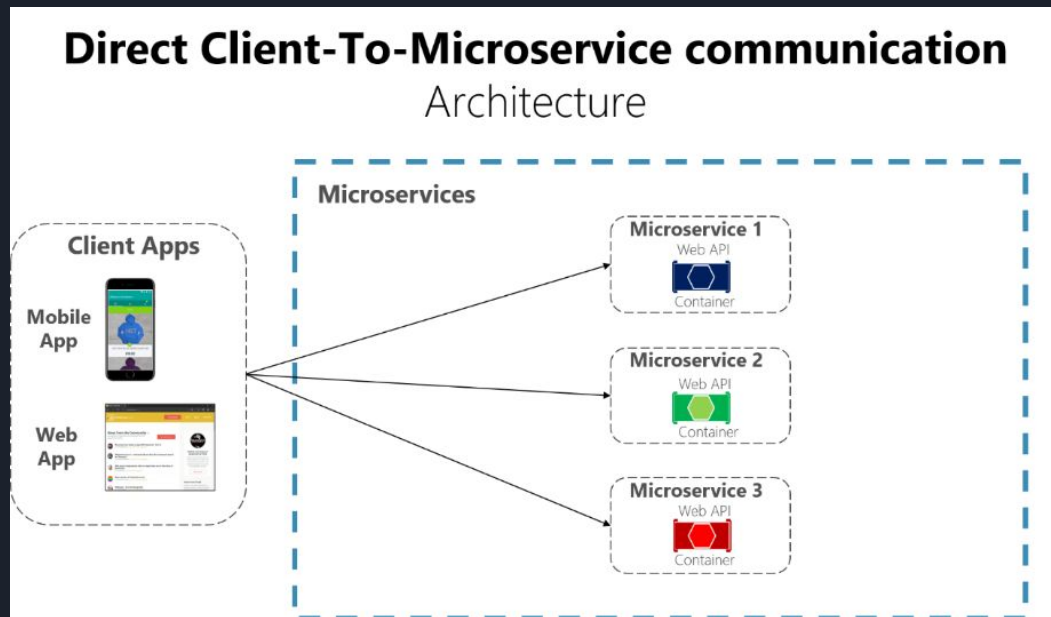 Direct Client-To-Microservice communication
Architecture
Microservices
Client Apps
Mobile
App
Web
App
Microservice 1
Web API
Container
Microservice 2
Web API
Container
Microservice 3
Web API
Container